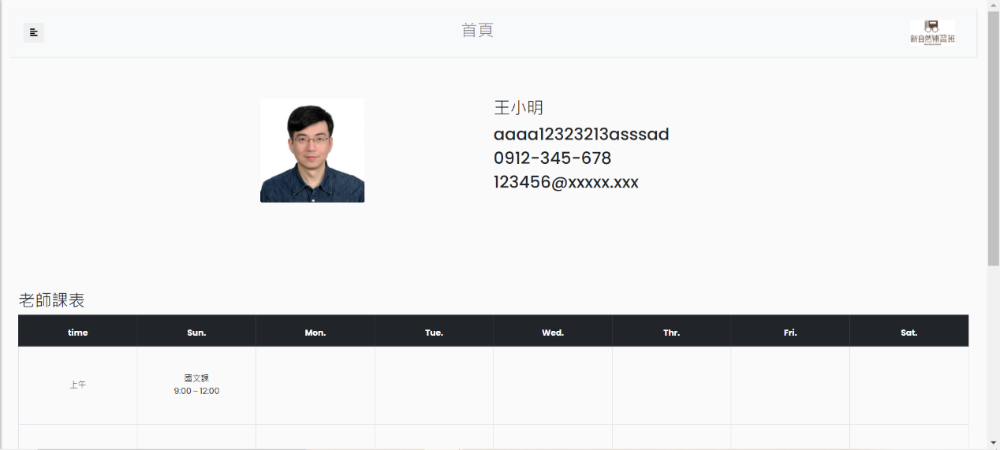 首頁
新自然補習班
王小明
aaaa12323213asssad
0912-345-678
123456@xxxxx.xxx
老師課表
time Sun. Mon. Tue. Wed. Thr. Fri. Sat.
上午 國文課
9:00 ~ 12:00